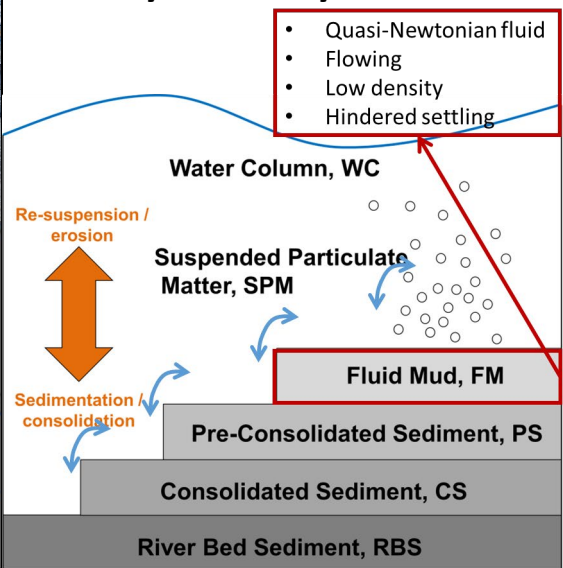 • Quasi-Newtonian fluid
• Flowing
• Low density
• Hindered settling
Water Column, WC
Re-suspension /
erosion
Suspended Particulate
Matter, SPM
Sedimentation /
consolidation
Fluid Mud, FM
Pre-Consolidated Sediment, PS
Consolidated Sediment, CS
River Bed Sediment, RBS